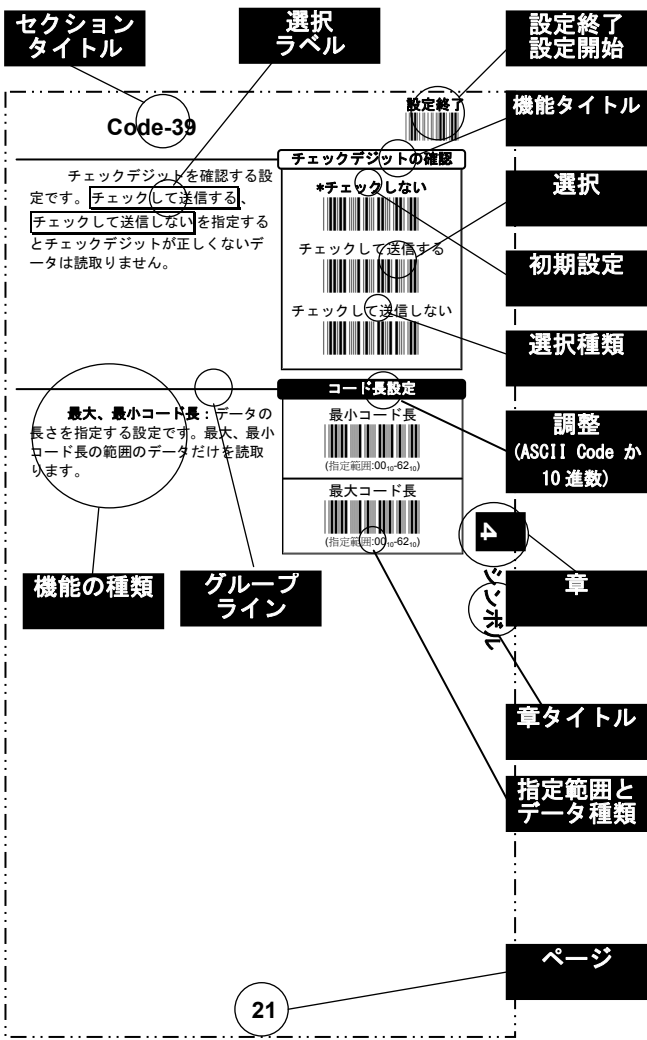 セクション
タイトル
選択
ラベル
設定終了
設定開始
Code-39
設定終了
機能タイトル
チェックデジットを確認する設
定です。チェックして送信する、
チェックして送信しないを指定する
とチェックデジットが正しくないデ
ータは読取りません。
チェックデジットの確認
*チェックしない
チェックして送信する
チェックして送信しない
選択
初期設定
選択種類
最大、最小コード長：データの
長さを指定する設定です。最大、最小
コード長の範囲のデータだけを読取
ります。
コード長設定
最小コード長
(指定範囲:00₁₀-62₁₀)
最大コード長
(指定範囲:00₁₀-62₁₀)
調整
(ASCII Code か
10 進数)
4
シンボル
機能の種類
グループ
ライン
章
章タイトル
指定範囲と
データ種類
ページ
21